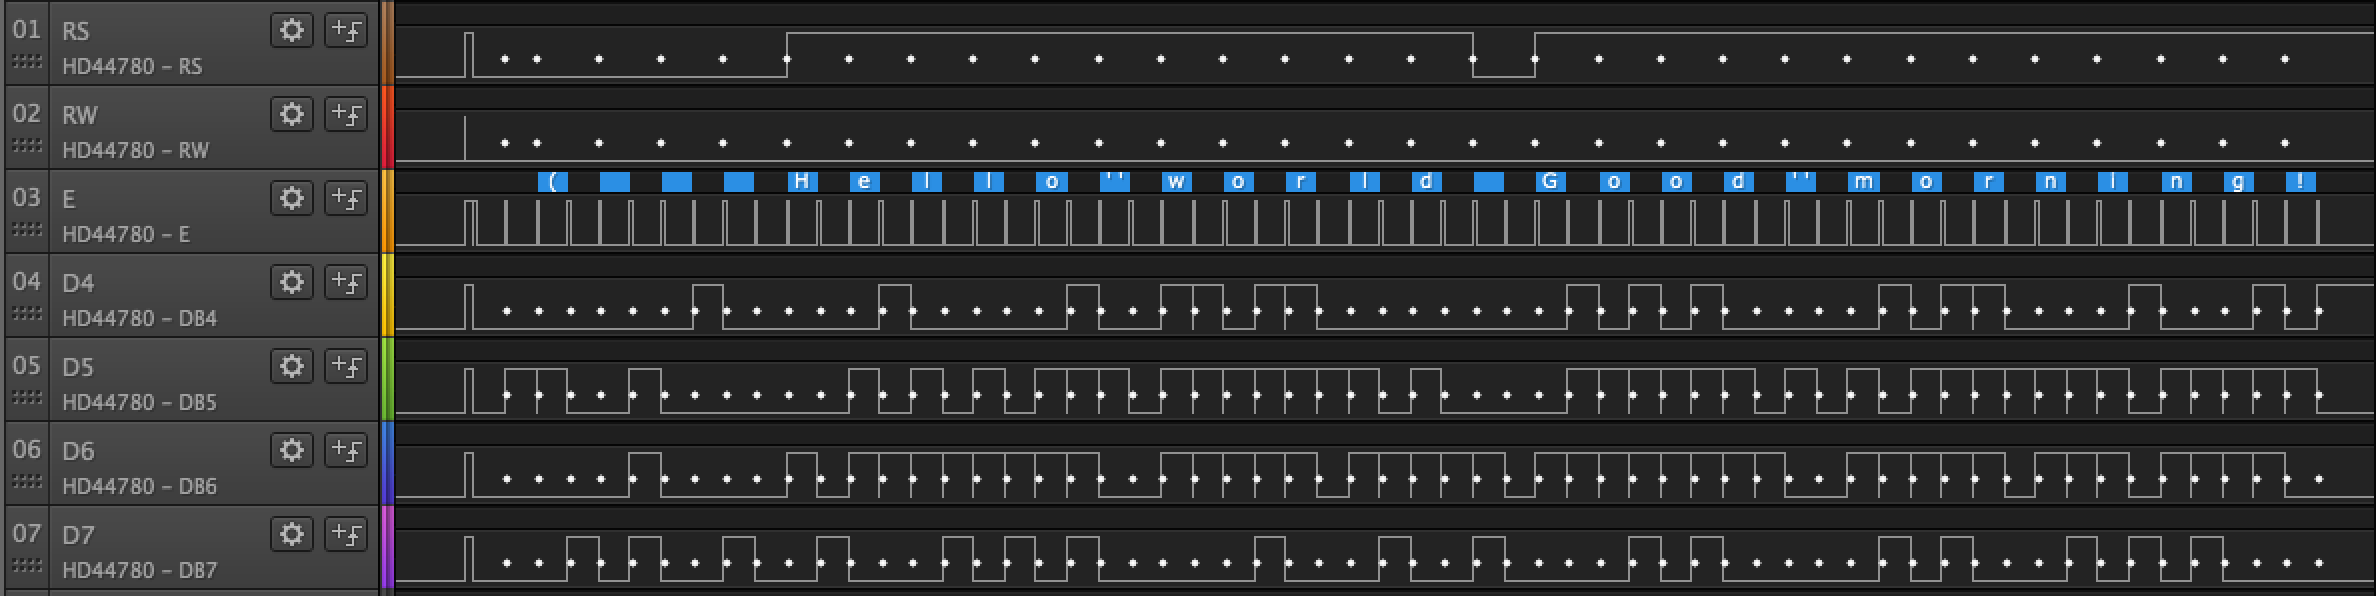 01 RS
HD44780 – RS
02 RW
HD44780 – RW
( H e l l o ' ' w o r l d G o o d ' ' m o r n i n g !
03 E
HD44780 – E
04 D4
HD44780 – DB4
05 D5
HD44780 – DB5
06 D6
HD44780 – DB6
07 D7
HD44780 – DB7